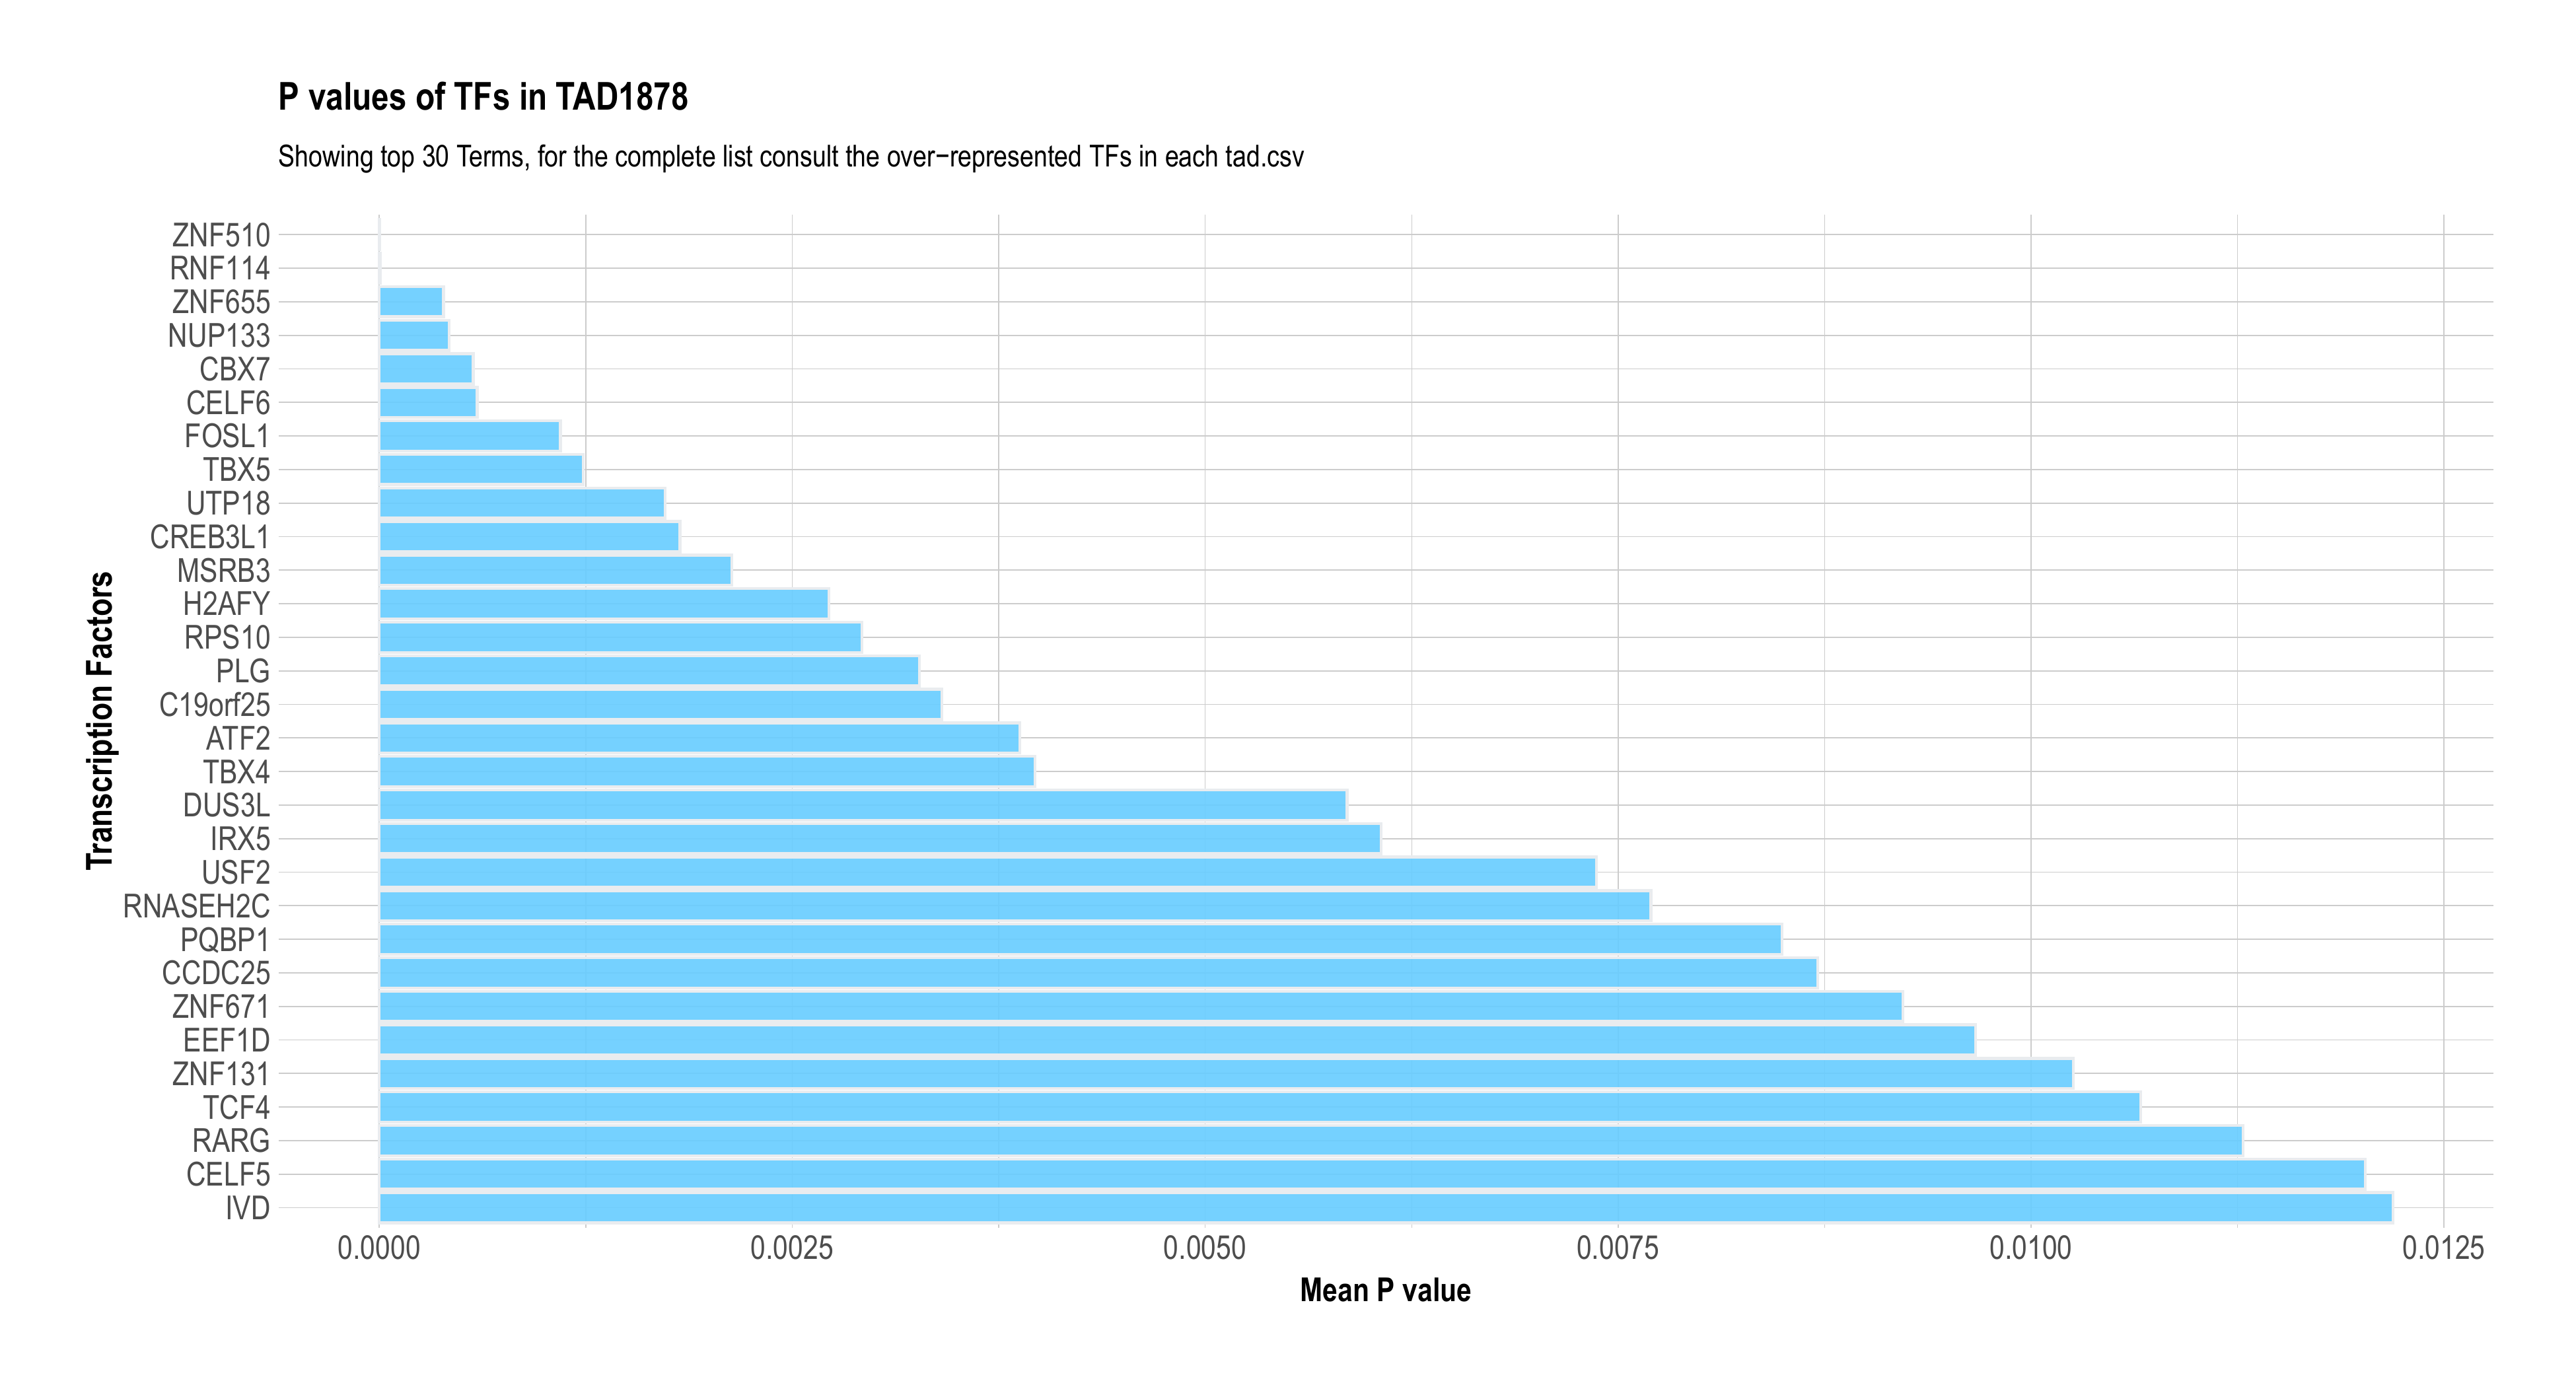 P values of TFs in TAD1878
Showing top 30 Terms, for the complete list consult the over−represented TFs in each tad.csv
Transcription Factors
ZNF510
RNF114
ZNF655
NUP133
CBX7
CELF6
FOSL1
TBX5
UTP18
CREB3L1
MSRB3
H2AFY
RPS10
PLG
C19orf25
ATF2
TBX4
DUS3L
IRX5
USF2
RNASEH2C
PQBP1
CCDC25
ZNF671
EEF1D
ZNF131
TCF4
RARG
CELF5
IVD
0.0000 0.0025 0.0050 0.0075 0.0100 0.0125
Mean P value